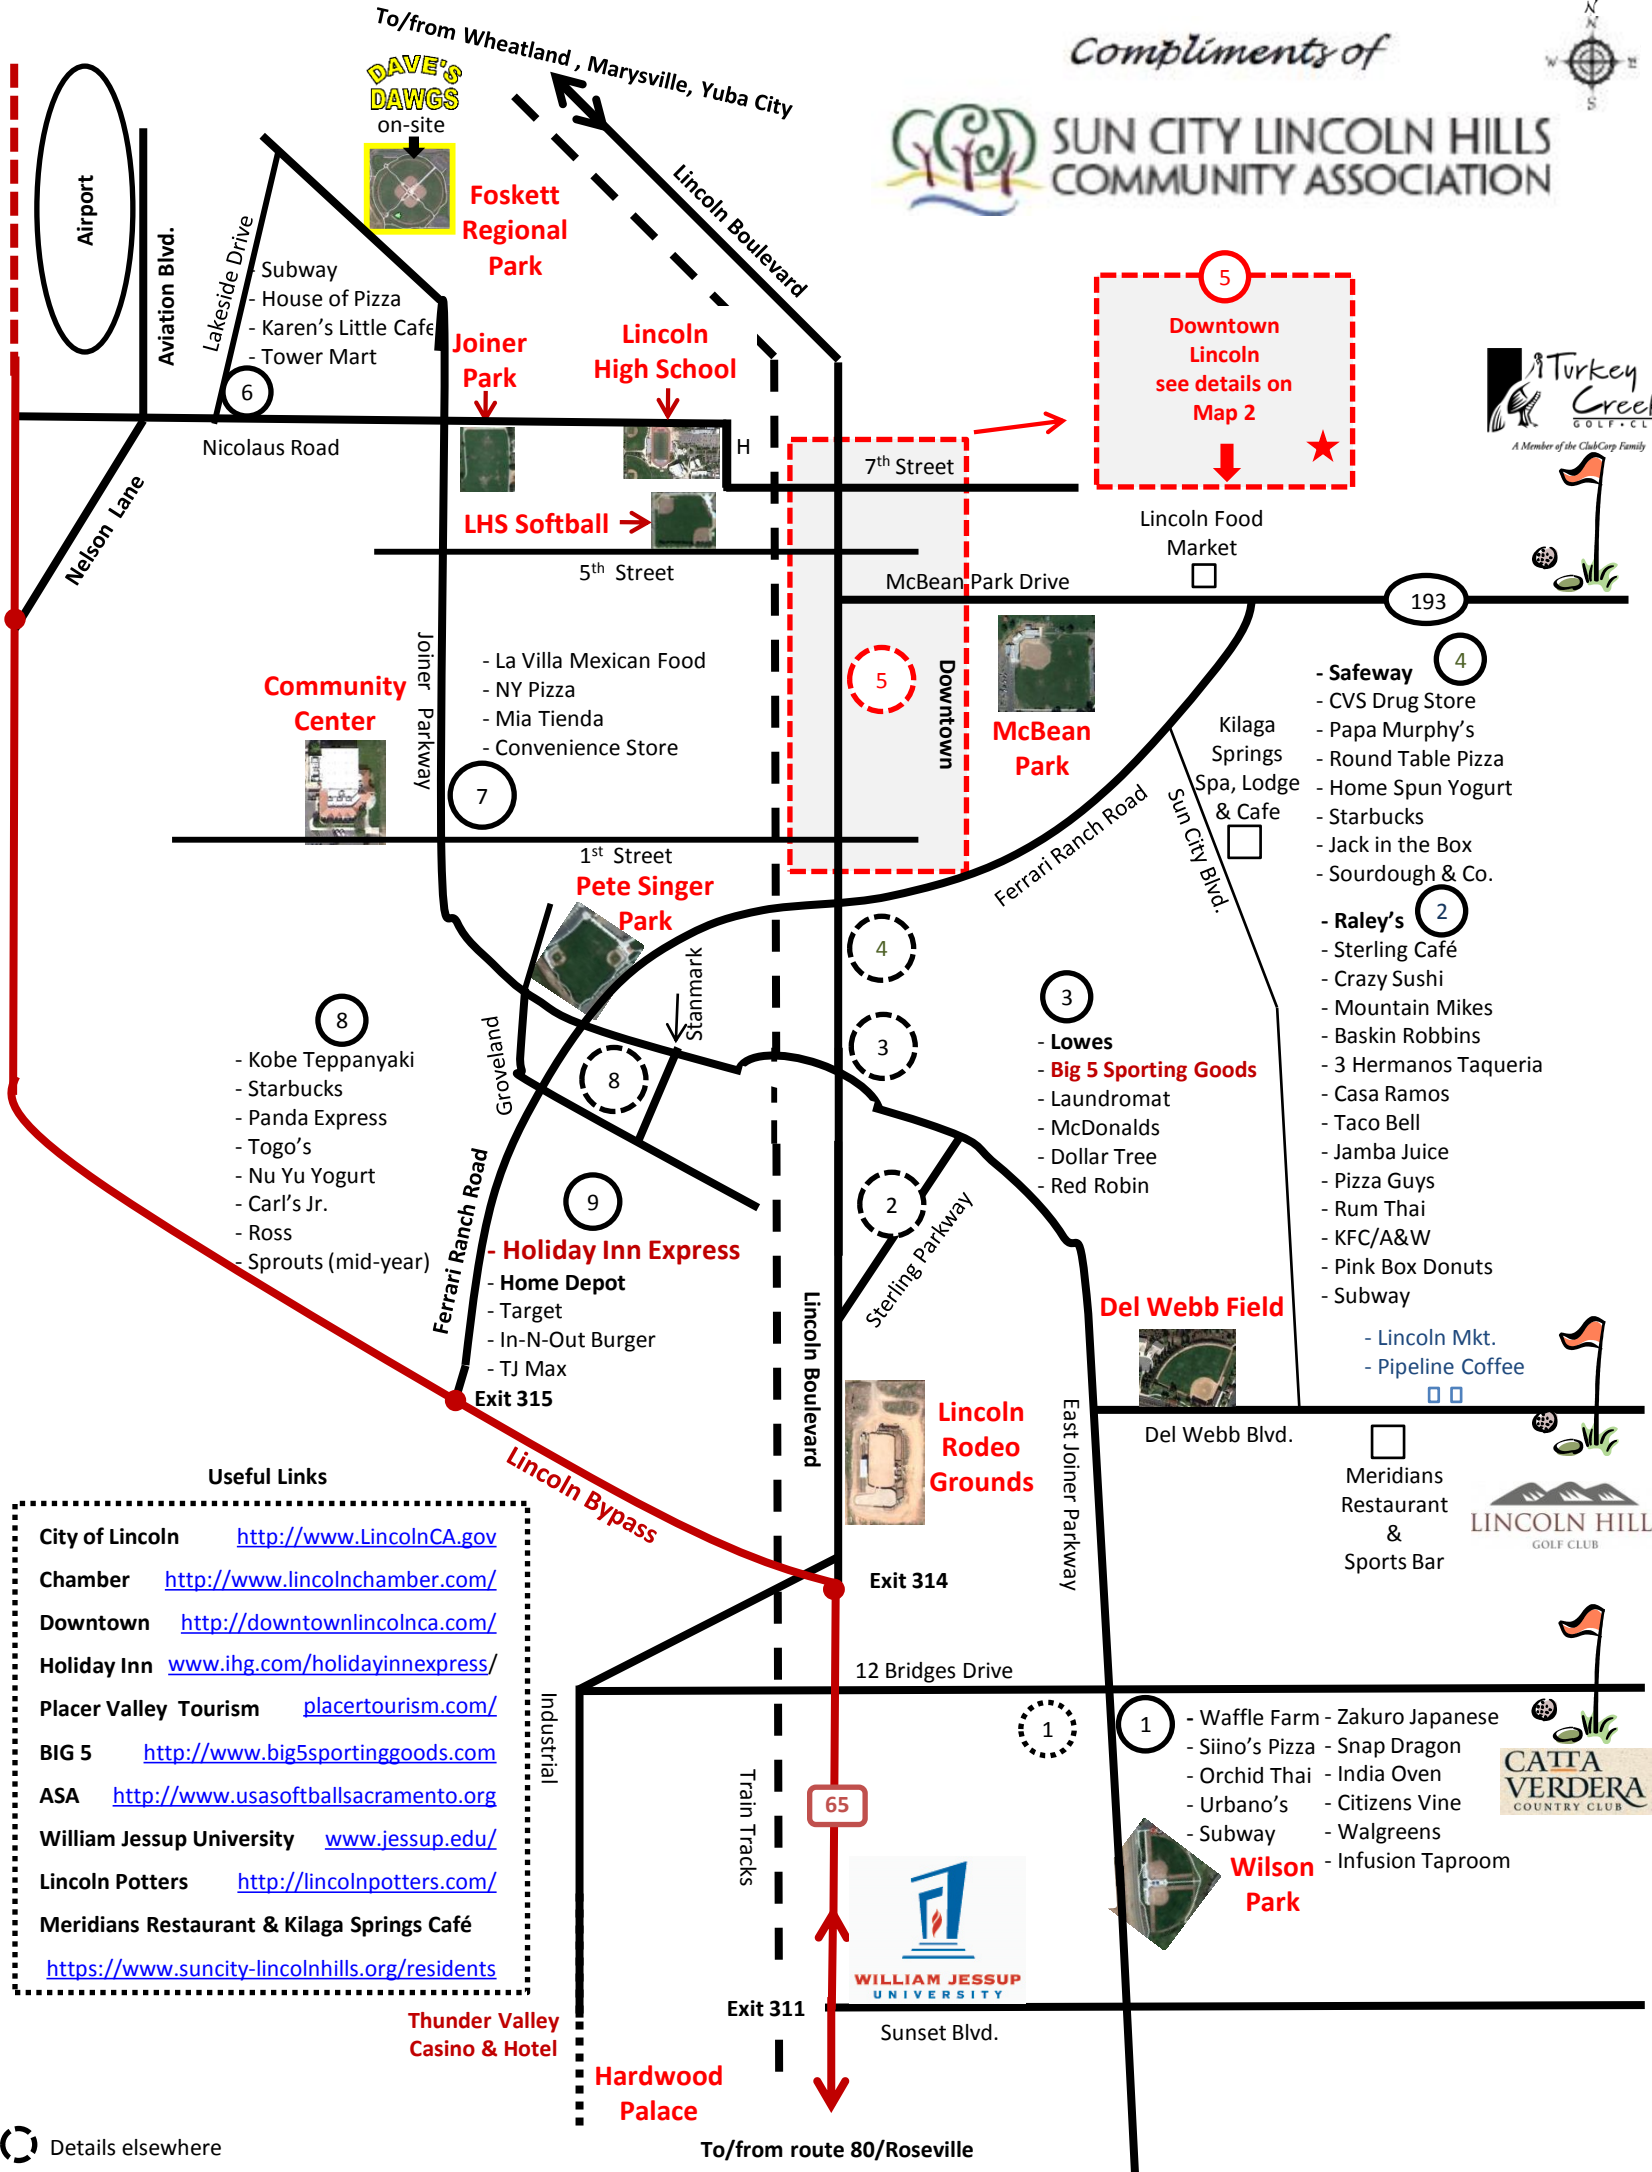 To/from Wheatland , Marysville, Yuba City
Compliments of
SUN CITY LINCOLN HILLS
COMMUNITY ASSOCIATION
N
N
W
E
S
DAVE'S
DAWGS
on-site
Foskett
Regional
Park
Airport
Aviation Blvd.
Lakeside Drive
- Subway
- House of Pizza
- Karen's Little Cafe
- Tower Mart
6
Nicolaus Road
Nelson Lane
Joiner
Park
Lincoln
High School
H
LHS Softball
5th Street
Lincoln Boulevard
7th Street
5
Downtown
Lincoln
see details on
Map 2
Turkey
Creek
GOLF • CL
A Member of the ClubCorp Family
Lincoln Food
Market
McBean Park Drive
193
Community
Center
Joiner Parkway
- La Villa Mexican Food
- NY Pizza
- Mia Tienda
- Convenience Store
7
1st Street
5
Downtown
McBean
Park
Kilaga
Springs
Spa, Lodge
& Cafe
Sun City Blvd.
Ferrari Ranch Road
4
- Safeway
- CVS Drug Store
- Papa Murphy's
- Round Table Pizza
- Home Spun Yogurt
- Starbucks
- Jack in the Box
- Sourdough & Co.
2
- Raley's
- Sterling Café
- Crazy Sushi
- Mountain Mikes
- Baskin Robbins
- 3 Hermanos Taqueria
- Casa Ramos
- Taco Bell
- Jamba Juice
- Pizza Guys
- Rum Thai
- KFC/A&W
- Pink Box Donuts
- Subway
- Lincoln Mkt.
- Pipeline Coffee
Pete Singer
Park
Stanmark
Groveland
8
4
3
2
8
- Kobe Teppanyaki
- Starbucks
- Panda Express
- Togo's
- Nu Yu Yogurt
- Carl's Jr.
- Ross
- Sprouts (mid-year)
3
- Lowes
- Big 5 Sporting Goods
- Laundromat
- McDonalds
- Dollar Tree
- Red Robin
Ferrari Ranch Road
9
- Holiday Inn Express
- Home Depot
- Target
- In-N-Out Burger
- TJ Max
Exit 315
Sterling Parkway
Lincoln Boulevard
Del Webb Field
Del Webb Blvd.
Lincoln
Rodeo
Grounds
East Joiner Parkway
Meridians
Restaurant
&
Sports Bar
LINCOLN HILL
GOLF CLUB
Lincoln Bypass
Exit 314
12 Bridges Drive
Useful Links
City of Lincoln http://www.LincolnCA.gov
Chamber http://www.lincolnchamber.com/
Downtown http://downtownlincolnca.com/
Holiday Inn www.ihg.com/holidayinnexpress/
Placer Valley Tourism placertourism.com/
BIG 5 http://www.big5sportinggoods.com
ASA http://www.usasoftballsacramento.org
William Jessup University www.jessup.edu/
Lincoln Potters http://lincolnpotters.com/
Meridians Restaurant & Kilaga Springs Café
https://www.suncity-lincolnhills.org/residents
Industrial
Train Tracks
65
1
1
- Waffle Farm
- Siino's Pizza
- Orchid Thai
- Urbano's
- Subway
- Zakuro Japanese
- Snap Dragon
- India Oven
- Citizens Vine
- Walgreens
- Infusion Taproom
Wilson
Park
CATTA
VERDERA
COUNTRY CLUB
WILLIAM JESSUP
UNIVERSITY
Exit 311
Sunset Blvd.
Thunder Valley
Casino & Hotel
Hardwood
Palace
To/from route 80/Roseville
Details elsewhere